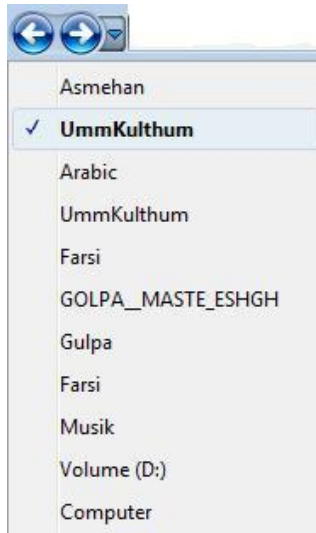 Asmehan
UmmKulthum
Arabic
UmmKulthum
Farsi
GOLPA__MASTE_ESHGH
Gulpa
Farsi
Musik
Volume (D:)
Computer